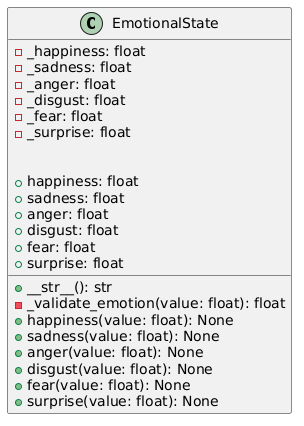 C EmotionalState
_happiness: float
_sadness: float
_anger: float
_disgust: float
_fear: float
_surprise: float
happiness: float
sadness: float
anger: float
disgust: float
fear: float
surprise: float
__str__(): str
_validate_emotion(value: float): float
happiness(value: float): None
sadness(value: float): None
anger(value: float): None
disgust(value: float): None
fear(value: float): None
surprise(value: float): None